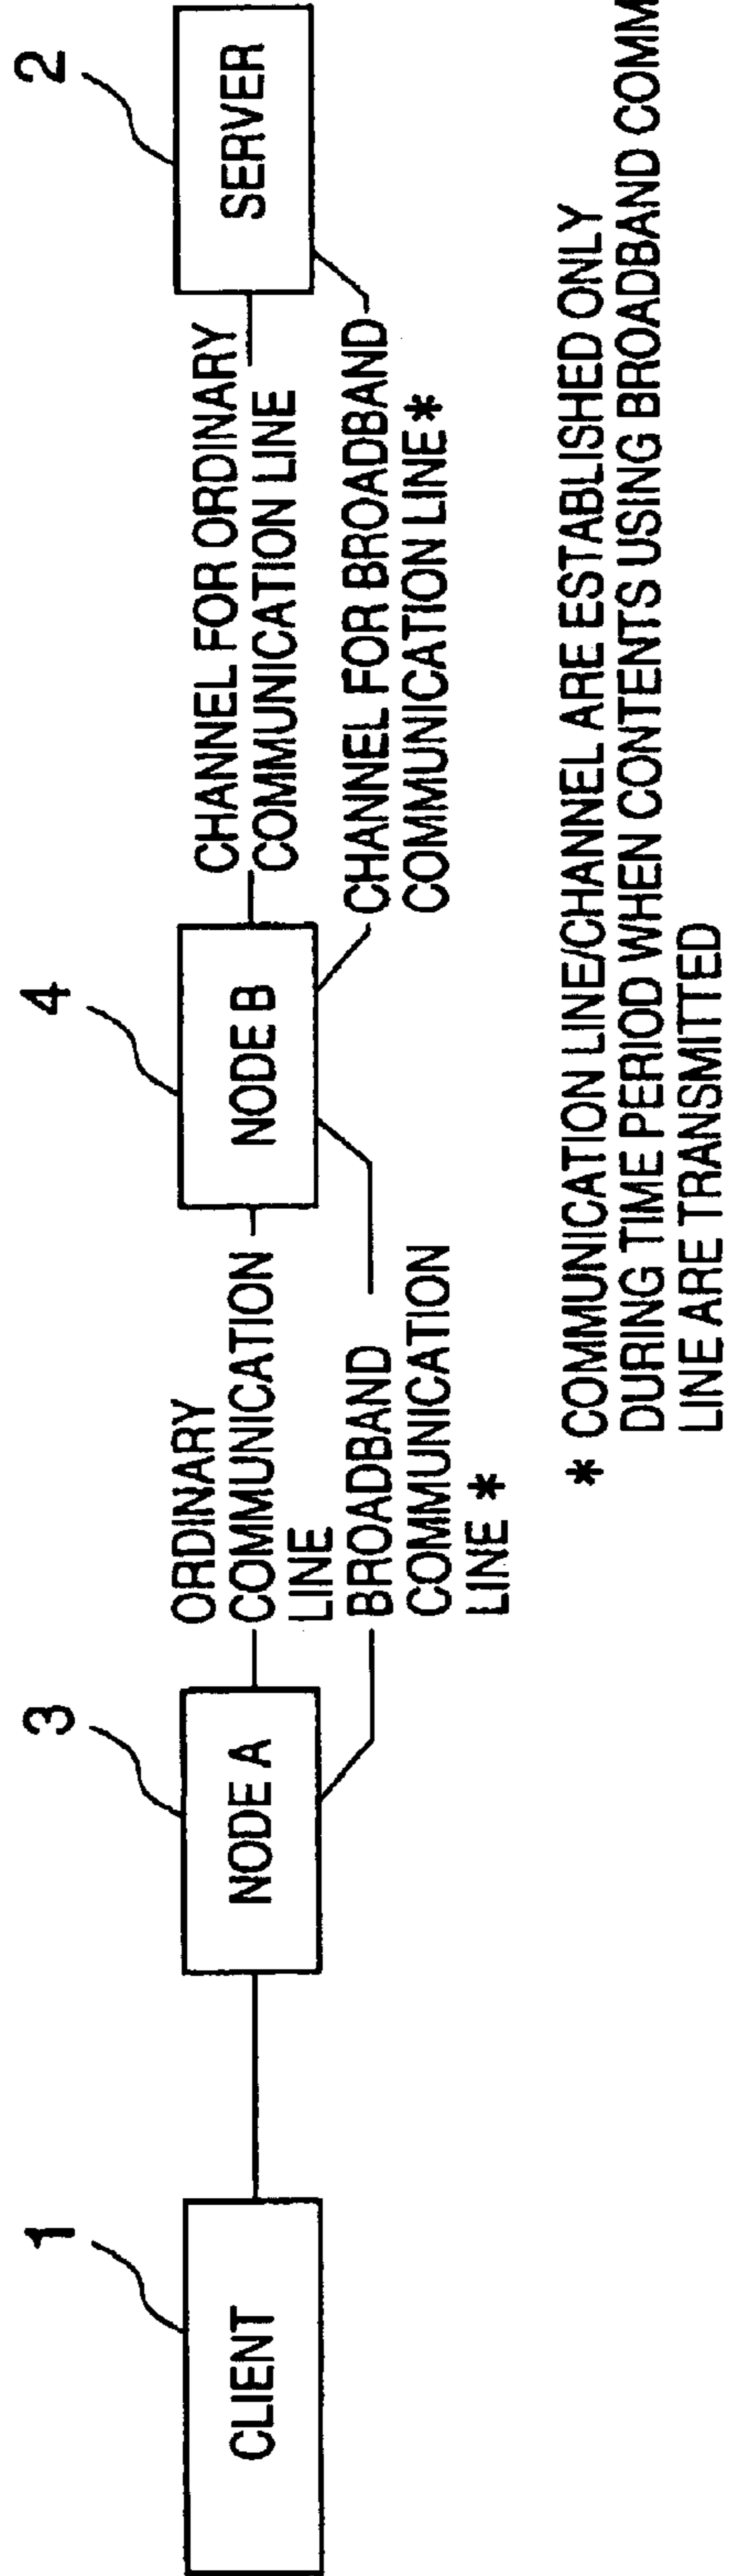 1
CLIENT
3
NODE A
ORDINARY
COMMUNICATION
LINE
BROADBAND
COMMUNICATION
LINE *
4
NODE B
CHANNEL FOR ORDINARY
COMMUNICATION LINE
CHANNEL FOR BROADBAND
COMMUNICATION LINE*
2
SERVER
* COMMUNICATION LINE/CHANNEL ARE ESTABLISHED ONLY
DURING TIME PERIOD WHEN CONTENTS USING BROADBAND COMM
LINE ARE TRANSMITTED